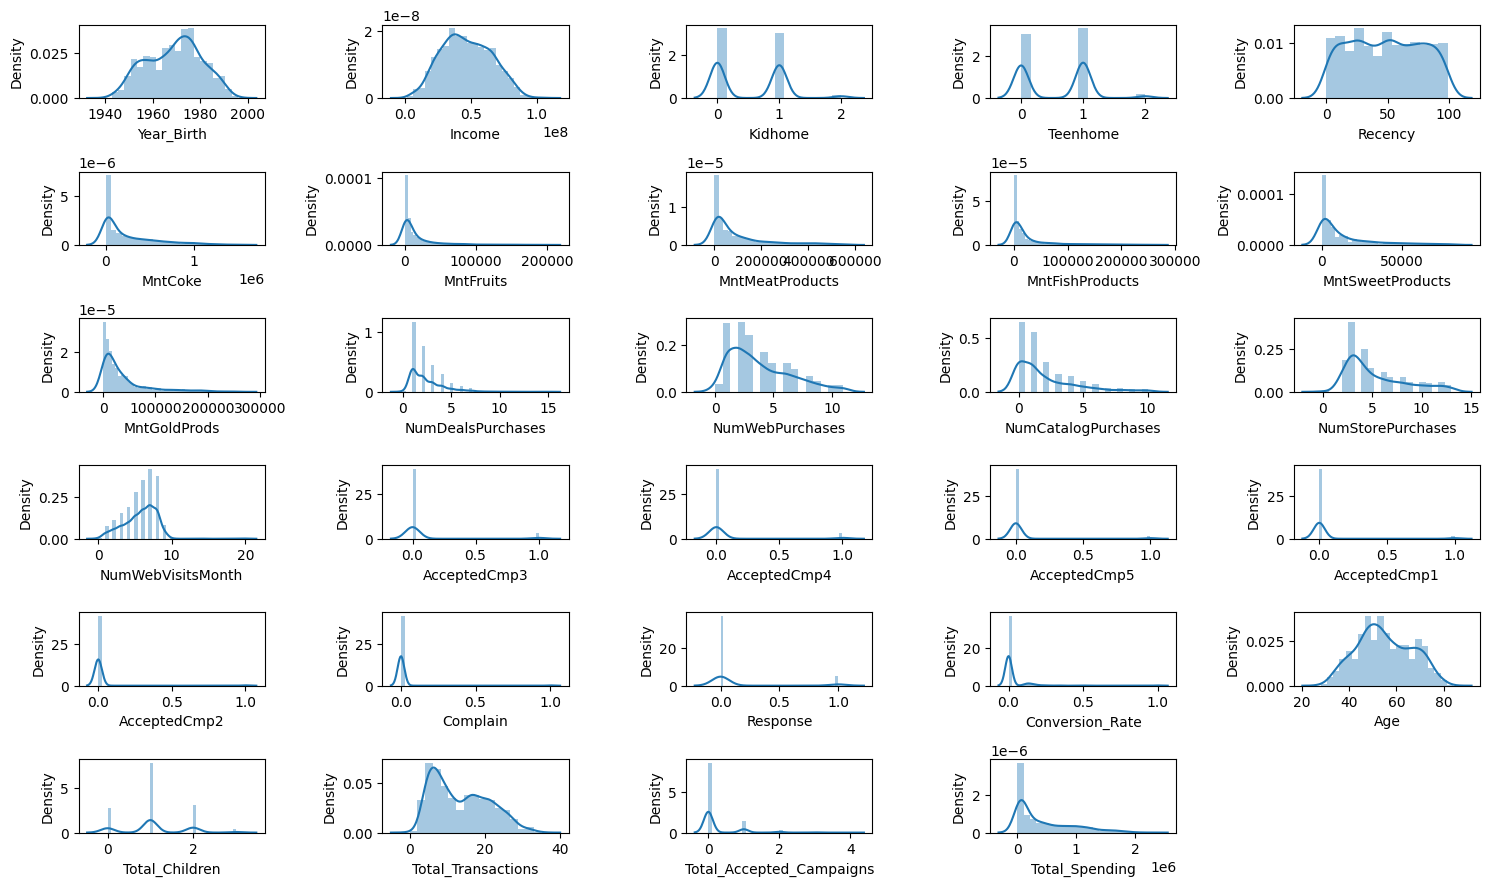 1e−8
0.025
0.000
Density
1940 1960 1980 2000
Year_Birth
2
0
Density
0.0 0.5 1.0
1e8
Income
2
0
Density
0 1 2
Kidhome
2
0
Density
0 1 2
Teenhome
0.01
0.00
Density
0 50 100
Recency
1e−6
5
0
Density
0 1
1e6
MntCoke
0.0001
0.0000
Density
0 100000 200000
MntFruits
1e−5
1
0
Density
0 200000 400000 600000
MntMeatProducts
1e−5
5
0
Density
0 100000 200000 300000
MntFishProducts
0.0001
0.0000
Density
0 50000
MntSweetProducts
1e−5
2
0
Density
0 100000 200000 300000
MntGoldProds
1
0
Density
0 5 10 15
NumDealsPurchases
0.2
0.0
Density
0 5 10
NumWebPurchases
0.5
0.0
Density
0 5 10
NumCatalogPurchases
0.25
0.00
Density
0 5 10 15
NumStorePurchases
0.25
0.00
Density
0 10 20
NumWebVisitsMonth
25
0
Density
0.0 0.5 1.0
AcceptedCmp3
25
0
Density
0.0 0.5 1.0
AcceptedCmp4
25
0
Density
0.0 0.5 1.0
AcceptedCmp5
25
0
Density
0.0 0.5 1.0
AcceptedCmp1
25
0
Density
0.0 0.5 1.0
AcceptedCmp2
25
0
Density
0.0 0.5 1.0
Complain
20
0
Density
0.0 0.5 1.0
Response
20
0
Density
0.0 0.5 1.0
Conversion_Rate
0.025
0.000
Density
20 40 60 80
Age
5
0
Density
0 2
Total_Children
0.05
0.00
Density
0 20 40
Total_Transactions
5
0
Density
0 2 4
Total_Accepted_Campaigns
1e−6
2
0
Density
0 1 2
1e6
Total_Spending